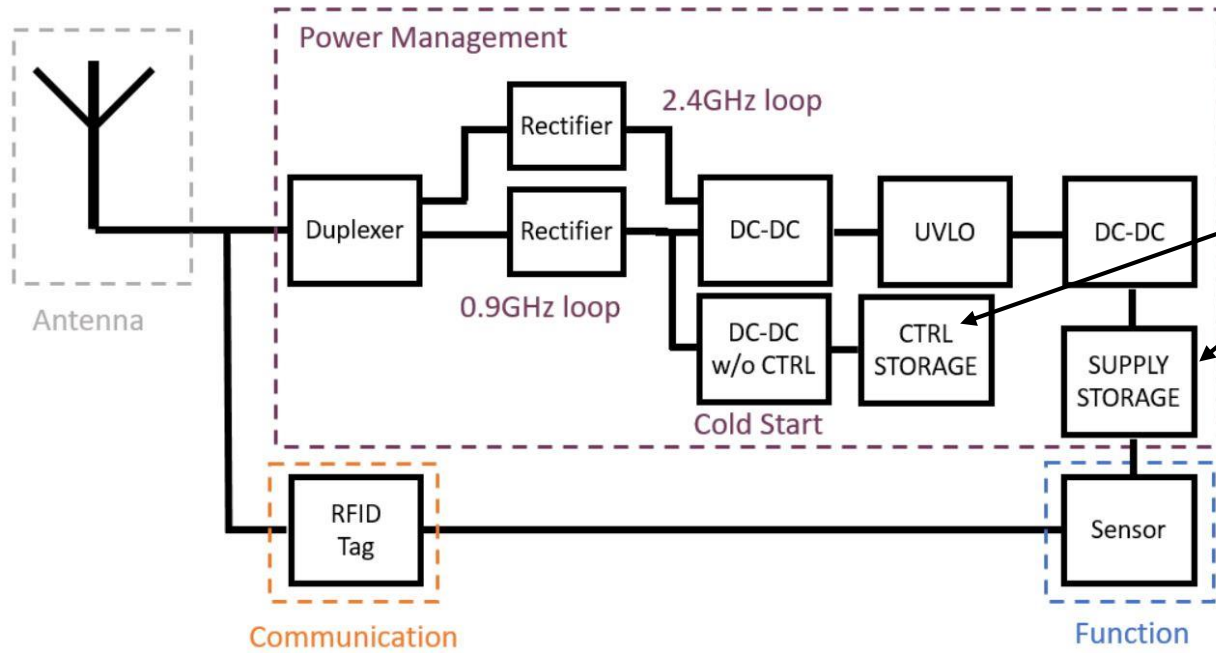 Power Management
2.4GHz loop
Rectifier
Duplexer
Rectifier
DC-DC
UVLO
DC-DC
0.9GHz loop
Antenna
DC-DC
w/o CTRL
CTRL
STORAGE
SUPPLY
STORAGE
Cold Start
RFID
Tag
Sensor
Communication
Function